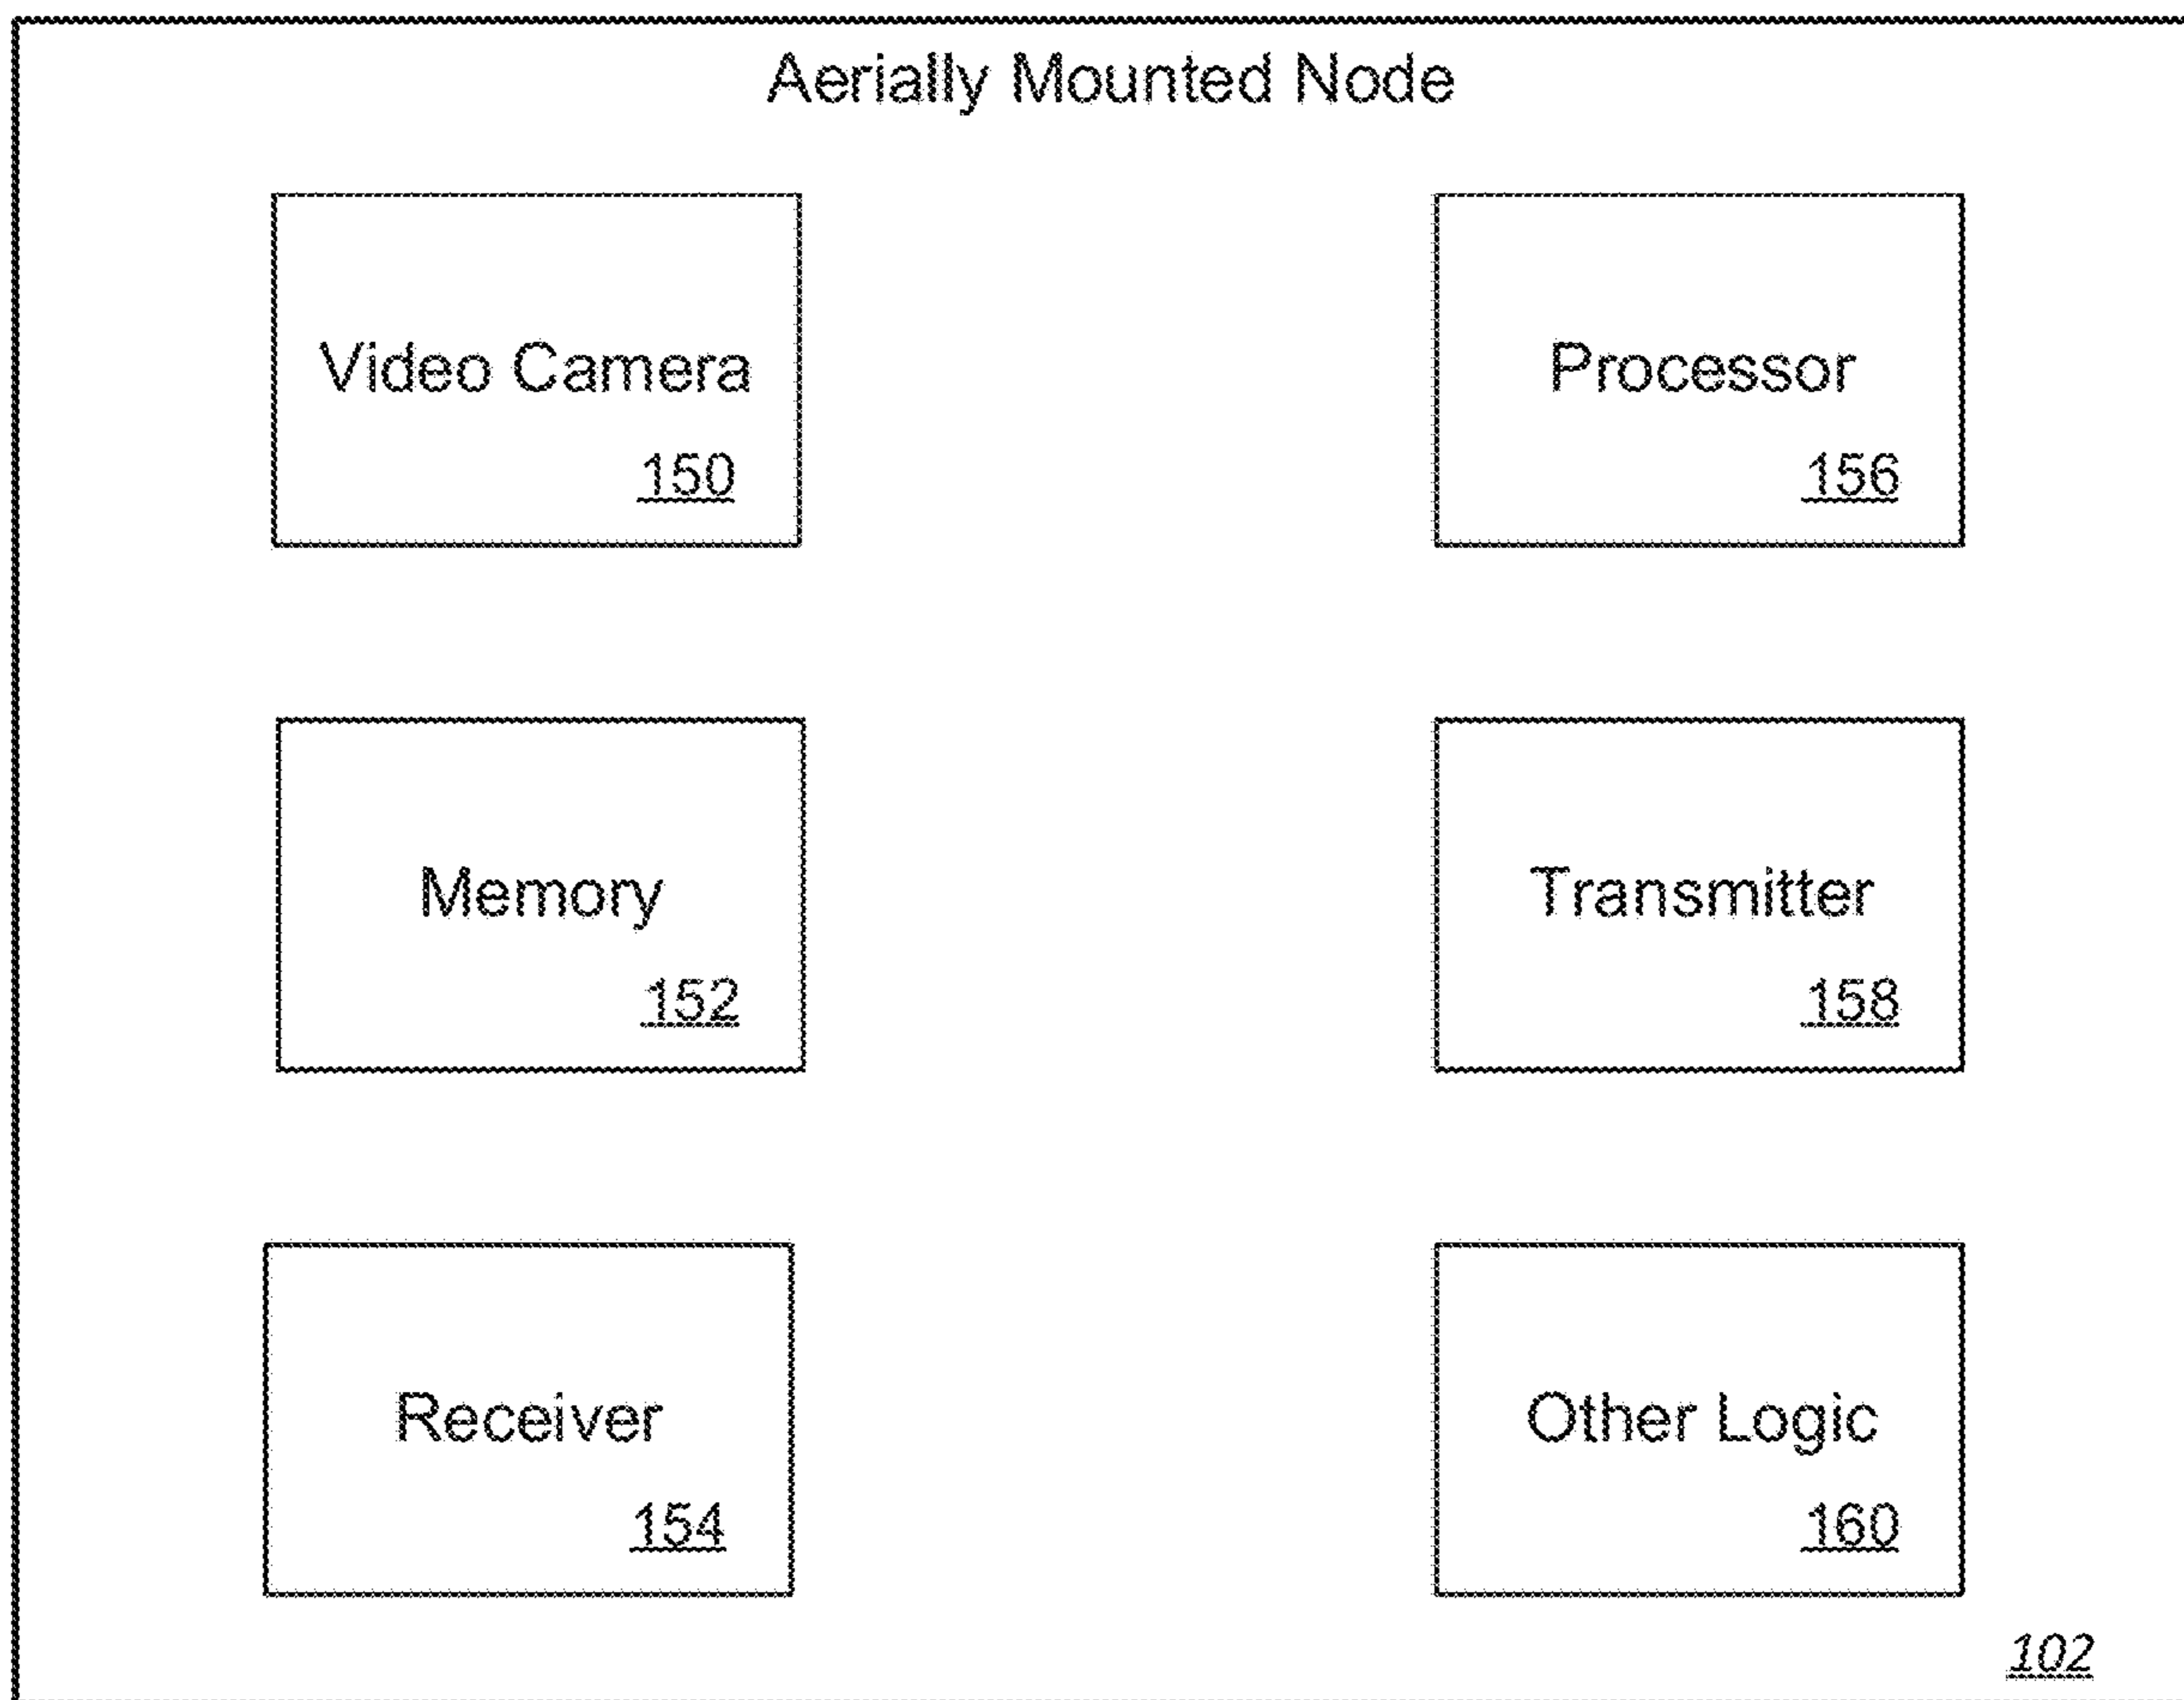 Aerially Mounted Node
Video Camera
150
Processor
156
Memory
152
Transmitter
158
Receiver
154
Other Logic
160
102